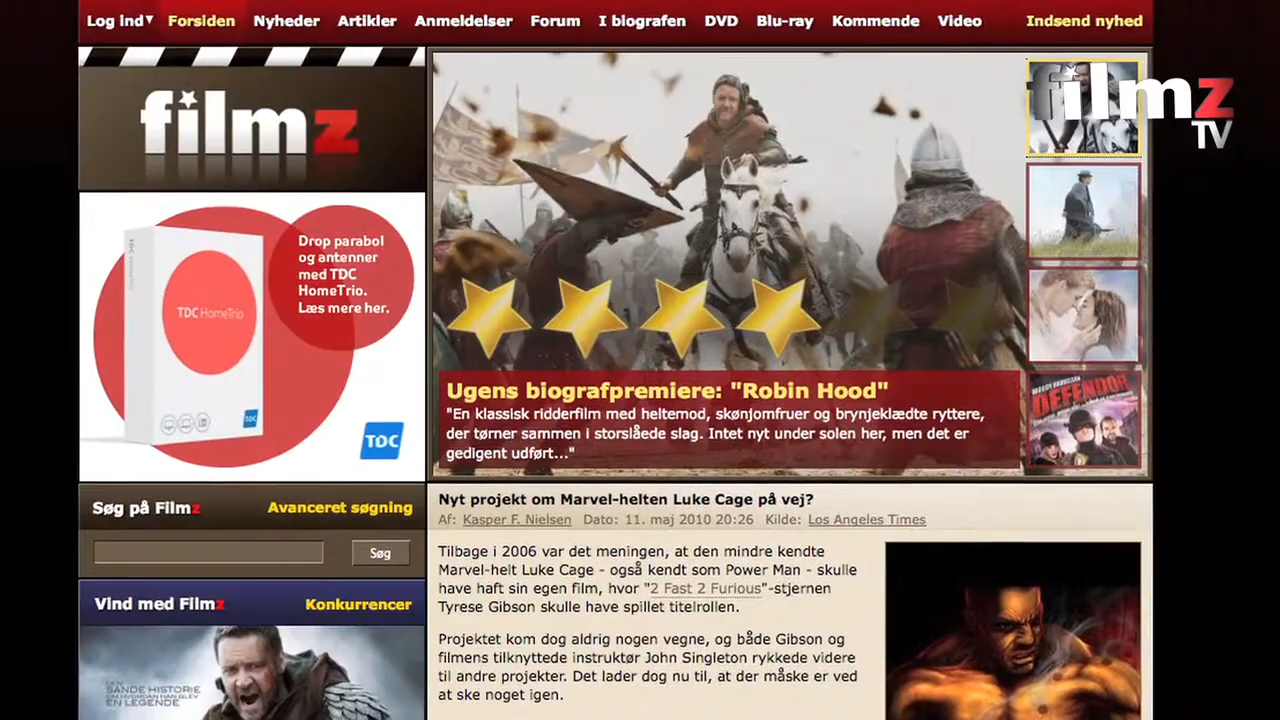 Log ind▼ Forsiden Nyheder Artikler Anmeldelser Forum I biografen DVD Blu-ray Kommende Video Indsend nyhed
filmz
filmz
TV
Drop parabol
og antenner
med TDC
HomeTrio.
Læs mere her.
TDC HomeTrio
TDC
Ugens biografpremiere: "Robin Hood"
"En klassisk ridderfilm med heltemod, skønjomfruer og brynjeklædte ryttere,
der tørner sammen i storslåede slag. Intet nyt under solen her, men det er
gedigent udført..."
DEFENDOR
Søg på Filmz Avanceret søgning
Søg
Vind med Filmz Konkurrencer
SANDE HISTORIE
EN LEGENDE
Nyt projekt om Marvel-helten Luke Cage på vej?
Af: Kasper F. Nielsen Dato: 11. maj 2010 20:26 Kilde: Los Angeles Times
Tilbage i 2006 var det meningen, at den mindre kendte
Marvel-helt Luke Cage - også kendt som Power Man - skulle
have haft sin egen film, hvor "2 Fast 2 Furious"-stjernen
Tyrese Gibson skulle have spillet titelrollen.
Projektet kom dog aldrig nogen vegne, og både Gibson og
filmens tilknyttede instruktør John Singleton rykkede videre
til andre projekter. Det lader dog nu til, at der måske er ved
at ske noget igen.